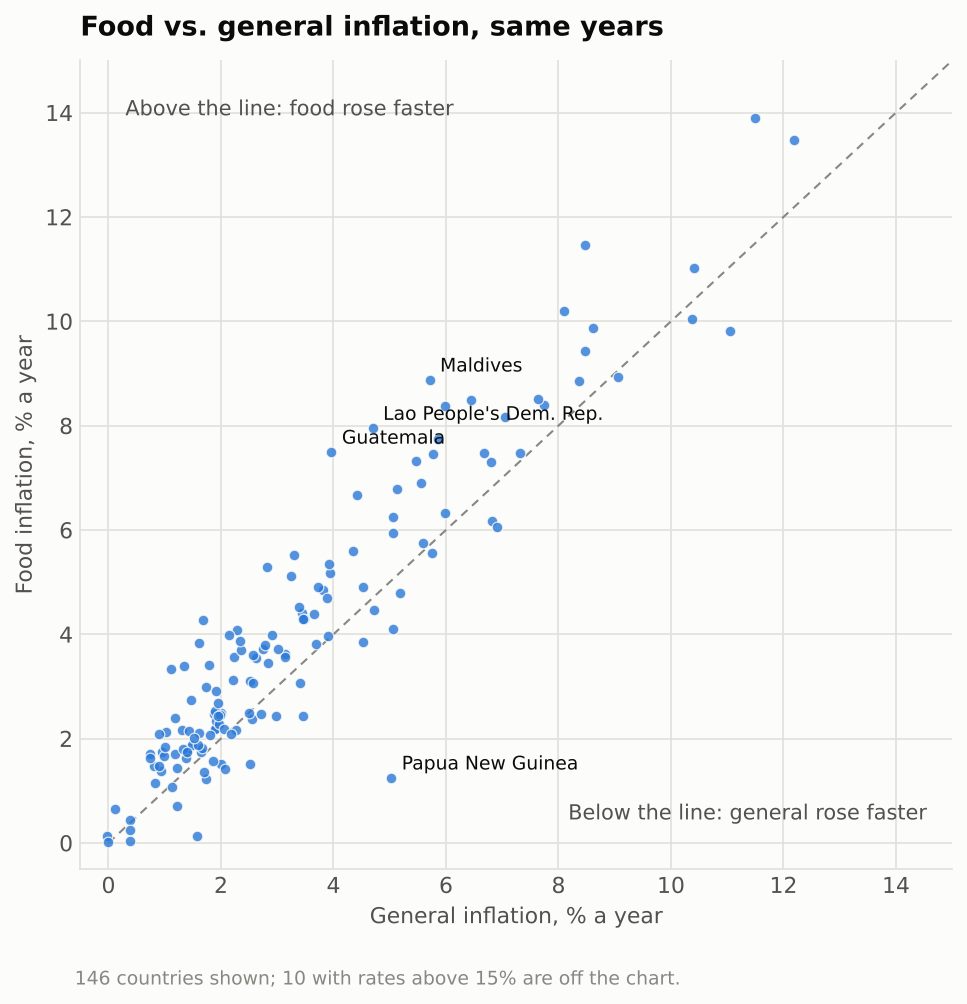 Food vs. general inflation, same years
Above the line: food rose faster
14
12
10
8
6
4
2
0
Food inflation, % a year
Maldives
Lao People's Dem. Rep.
Guatemala
Papua New Guinea
Below the line: general rose faster
0 2 4 6 8 10 12 14
General inflation, % a year
146 countries shown; 10 with rates above 15% are off the chart.